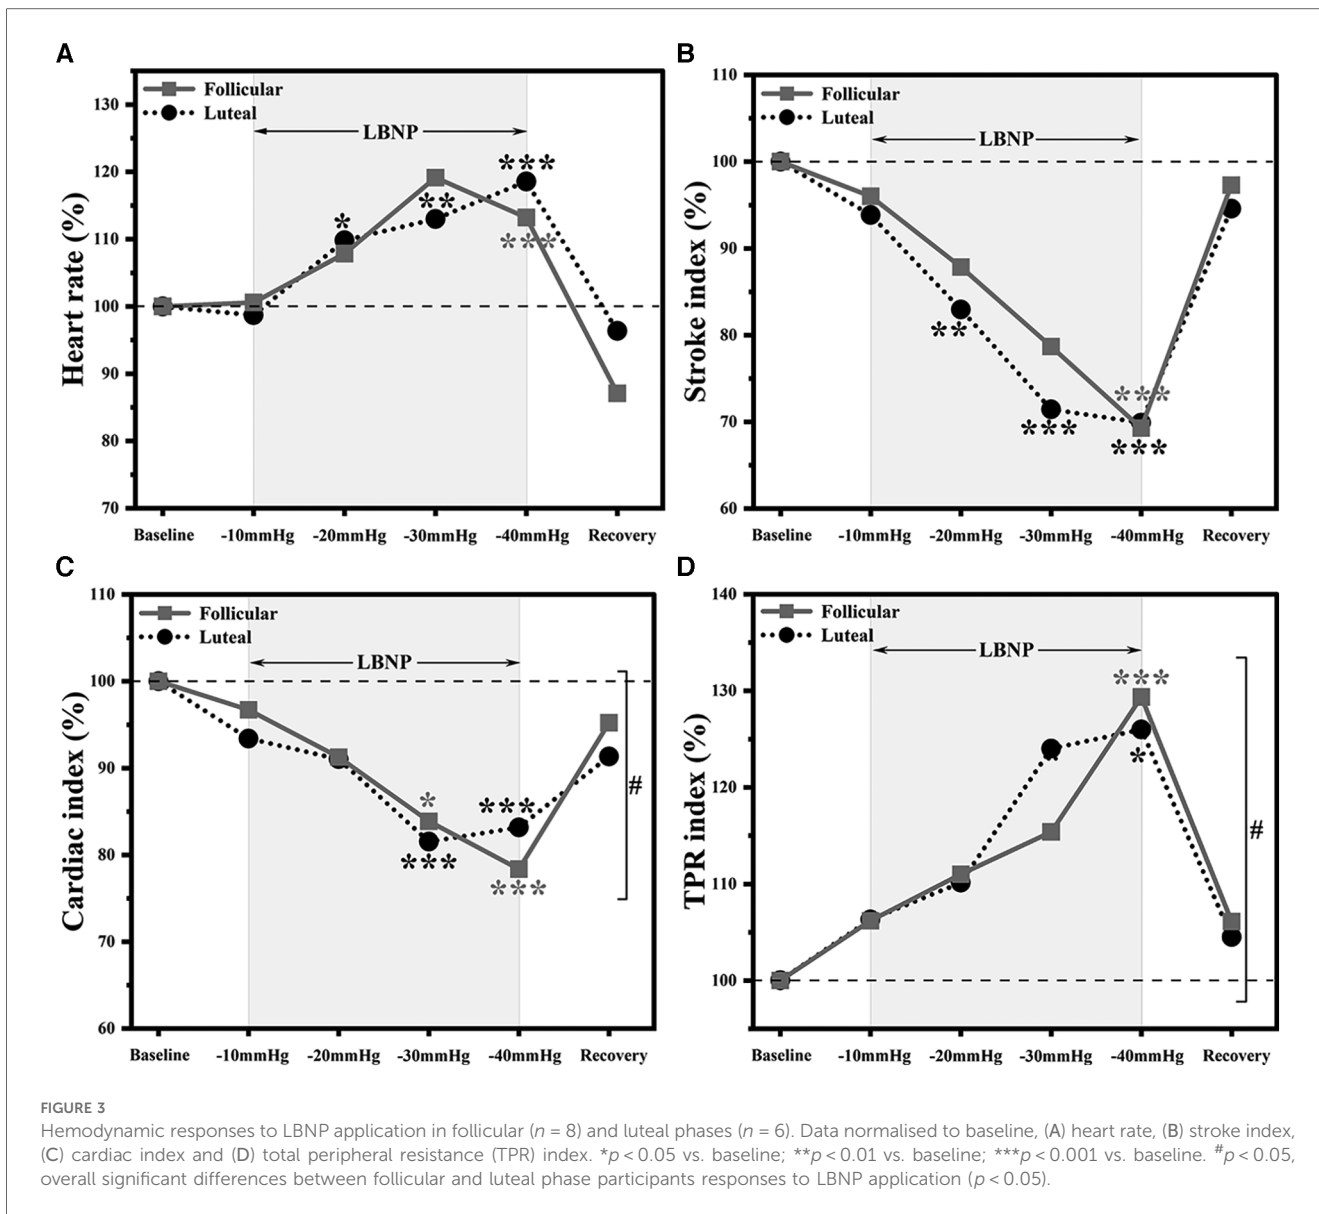 A
Follicular
Luteal
LBNP
Heart rate (%)
130
120
110
100
90
80
70
*
**
***
***
Baseline -10mmHg -20mmHg -30mmHg -40mmHg Recovery
B
Follicular
Luteal
LBNP
Stroke index (%)
110
100
90
80
70
60
**
***
***
***
Baseline -10mmHg -20mmHg -30mmHg -40mmHg Recovery
C
Follicular
Luteal
LBNP
Cardiac index (%)
110
100
90
80
70
60
*
***
***
***
#
Baseline -10mmHg -20mmHg -30mmHg -40mmHg Recovery
D
Follicular
Luteal
LBNP
TPR index (%)
140
130
120
110
100
***
*
#
Baseline -10mmHg -20mmHg -30mmHg -40mmHg Recovery
FIGURE 3
Hemodynamic responses to LBNP application in follicular (n = 8) and luteal phases (n = 6). Data normalised to baseline, (A) heart rate, (B) stroke index,
(C) cardiac index and (D) total peripheral resistance (TPR) index. *p < 0.05 vs. baseline; **p < 0.01 vs. baseline; ***p < 0.001 vs. baseline. #p < 0.05,
overall significant differences between follicular and luteal phase participants responses to LBNP application (p < 0.05).